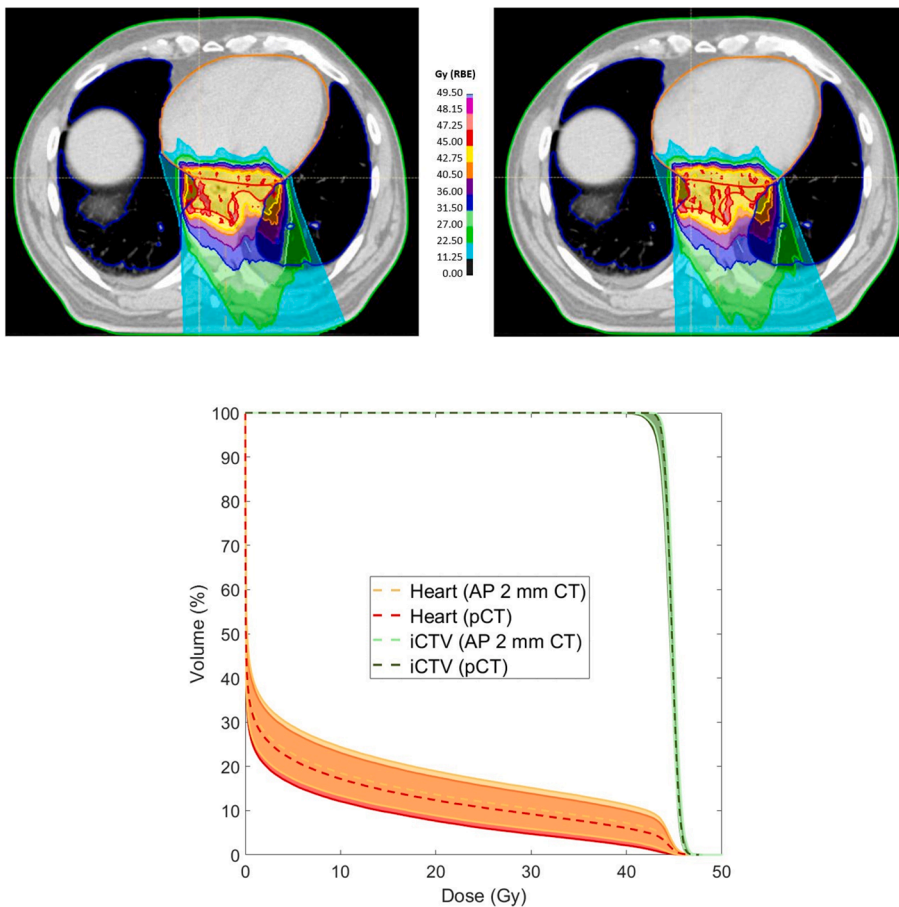 Gy (RBE)
49.50
48.15
47.25
45.00
42.75
40.50
36.00
31.50
27.00
22.50
11.25
0.00
100
90
80
70
60
50
40
30
20
10
0
Volume (%)
Heart (AP 2 mm CT)
Heart (pCT)
iCTV (AP 2 mm CT)
iCTV (pCT)
0 10 20 30 40 50
Dose (Gy)